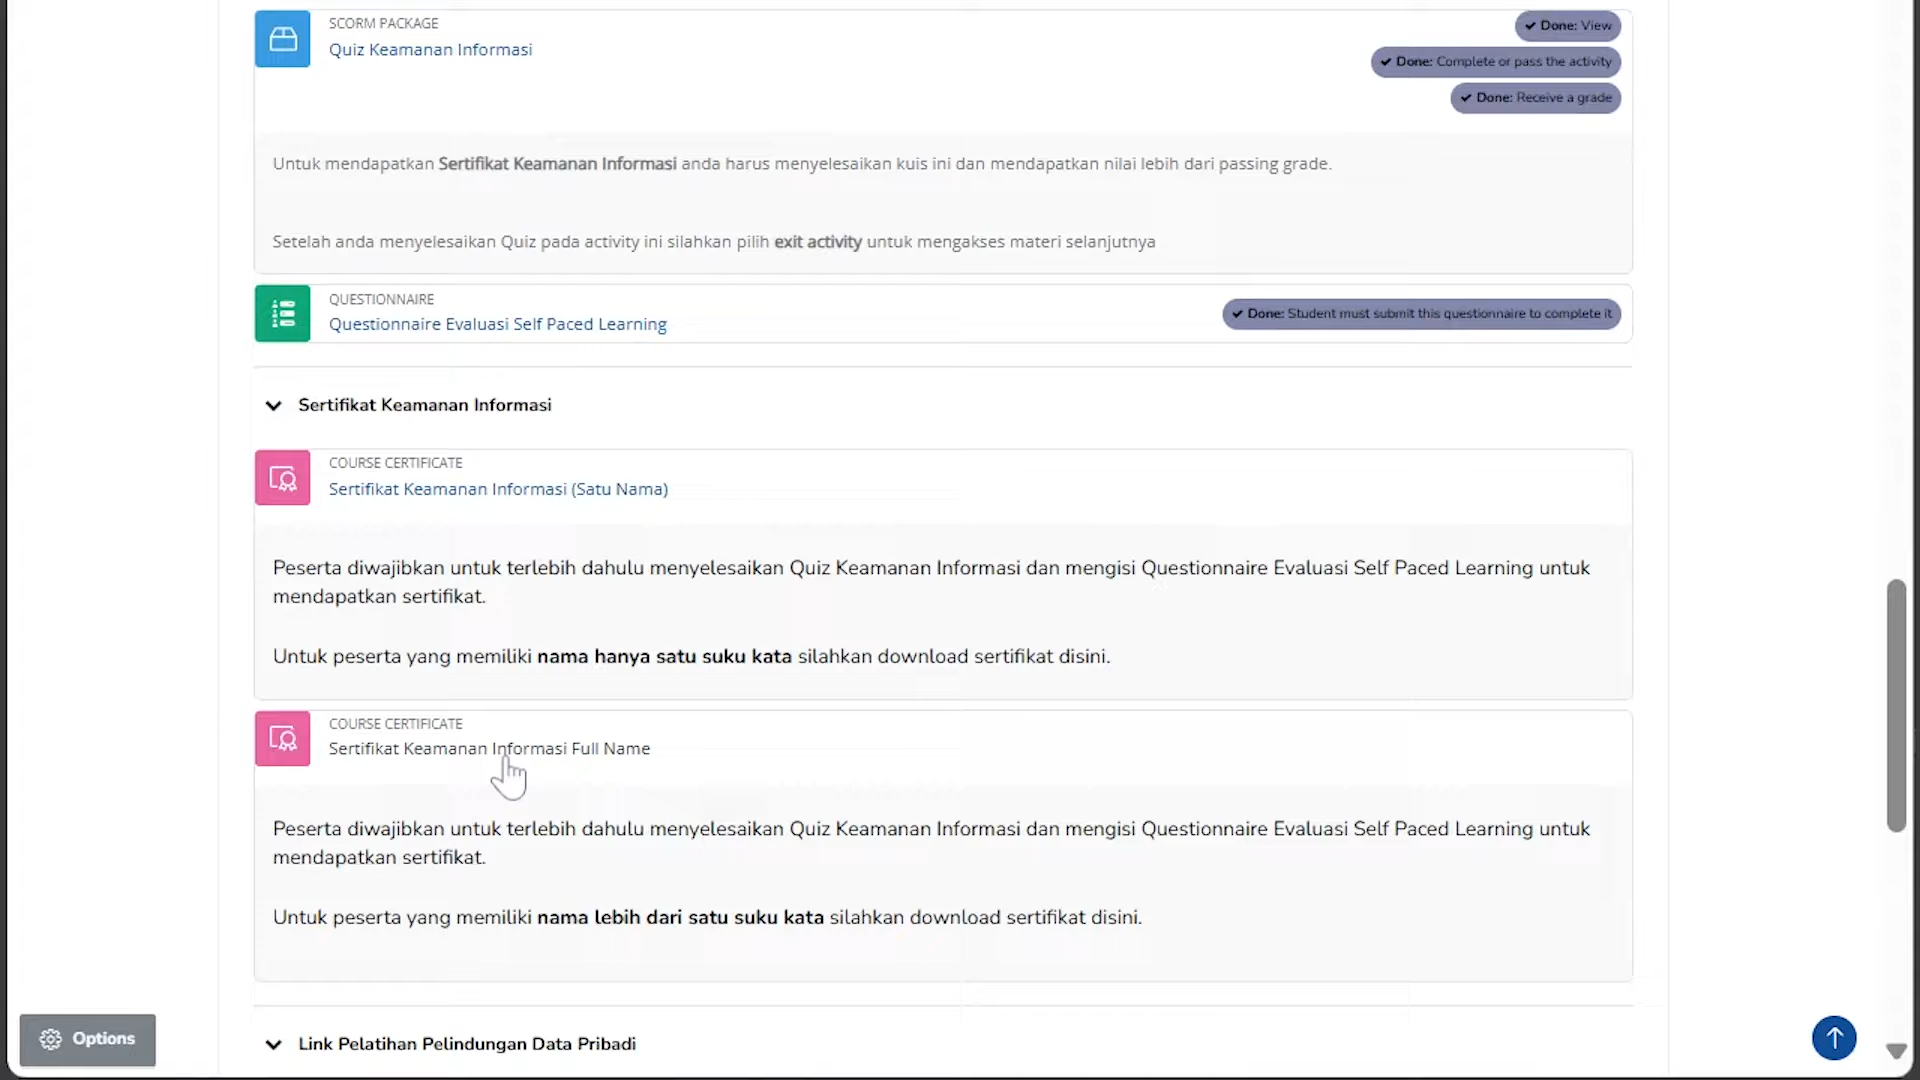 SCORM PACKAGE
Quiz Keamanan Informasi
Done: View
Done: Complete or pass the activity
Done: Receive a grade
Untuk mendapatkan Sertifikat Keamanan Informasi anda harus menyelesaikan kuis ini dan mendapatkan nilai lebih dari passing grade.
Setelah anda menyelesaikan Quiz pada activity ini silahkan pilih exit activity untuk mengakses materi selanjutnya
QUESTIONNAIRE
Questionnaire Evaluasi Self Paced Learning
Done: Student must submit this questionnaire to complete it
Sertifikat Keamanan Informasi
COURSE CERTIFICATE
Sertifikat Keamanan Informasi (Satu Nama)
Peserta diwajibkan untuk terlebih dahulu menyelesaikan Quiz Keamanan Informasi dan mengisi Questionnaire Evaluasi Self Paced Learning untuk
mendapatkan sertifikat.
Untuk peserta yang memiliki nama hanya satu suku kata silahkan download sertifikat disini.
COURSE CERTIFICATE
Sertifikat Keamanan Informasi Full Name
Peserta diwajibkan untuk terlebih dahulu menyelesaikan Quiz Keamanan Informasi dan mengisi Questionnaire Evaluasi Self Paced Learning untuk
mendapatkan sertifikat.
Untuk peserta yang memiliki nama lebih dari satu suku kata silahkan download sertifikat disini.
Link Pelatihan Pelindungan Data Pribadi
Options